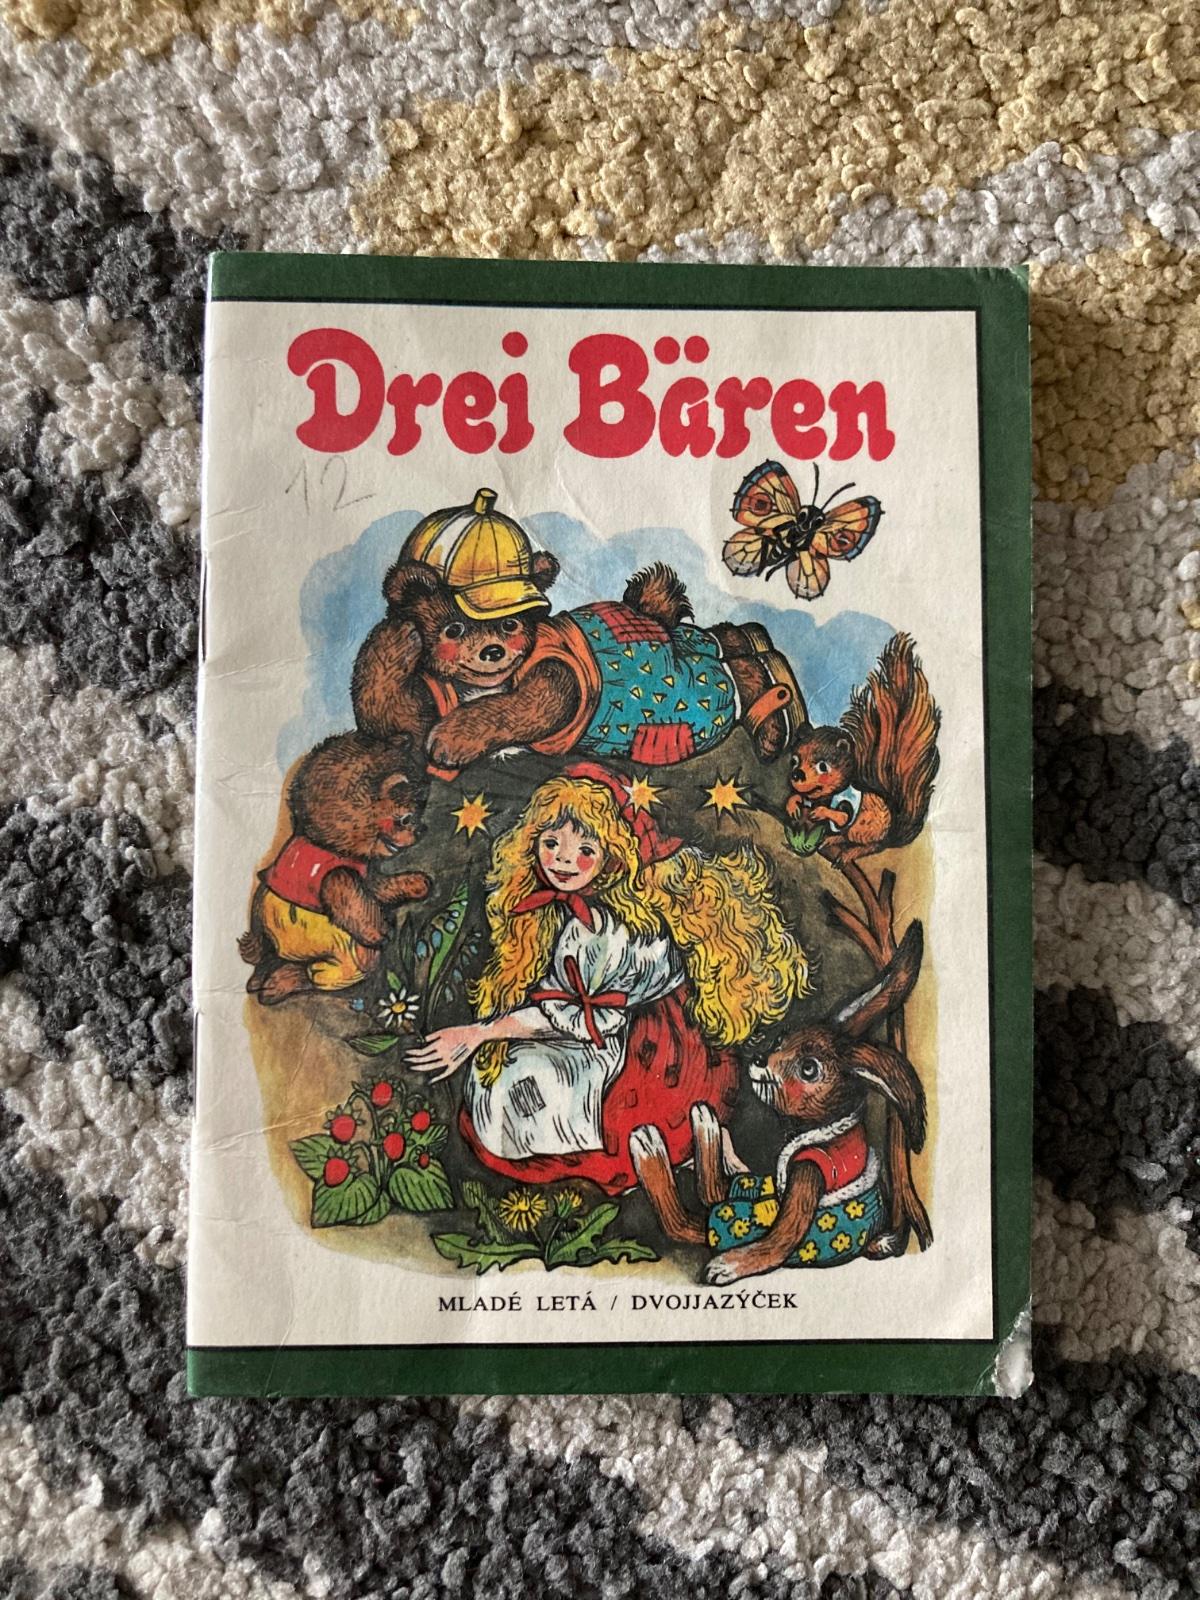 Drei Bären
12
MLADÉ LETÁ / DVOJJAZÝČEK